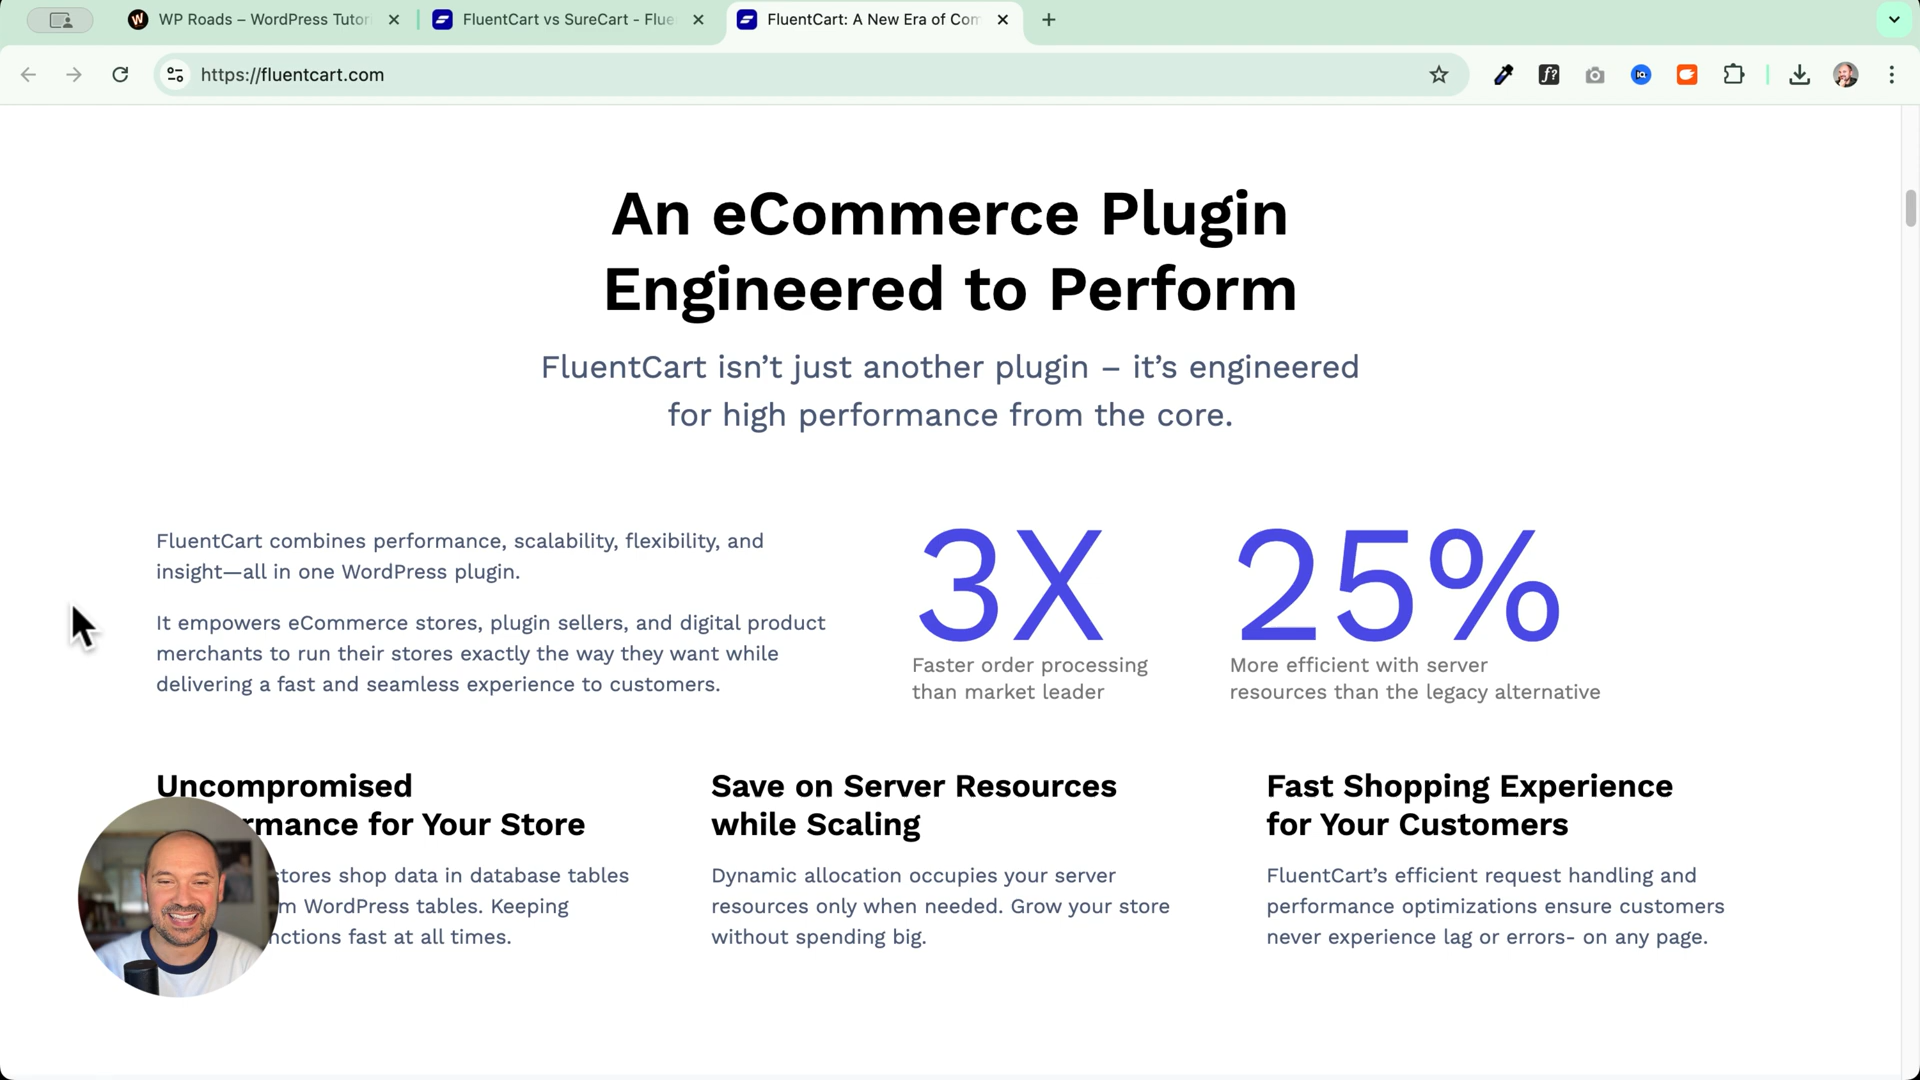 WP Roads – WordPress Tutor
FluentCart vs SureCart - Flue
FluentCart: A New Era of Com
https://fluentcart.com
An eCommerce Plugin
Engineered to Perform
FluentCart isn’t just another plugin – it’s engineered
for high performance from the core.
FluentCart combines performance, scalability, flexibility, and
insight—all in one WordPress plugin.
It empowers eCommerce stores, plugin sellers, and digital product
merchants to run their stores exactly the way they want while
delivering a fast and seamless experience to customers.
3X
Faster order processing
than market leader
25%
More efficient with server
resources than the legacy alternative
Uncompromised
rmance for Your Store
stores shop data in database tables
m WordPress tables. Keeping
nctions fast at all times.
Save on Server Resources
while Scaling
Dynamic allocation occupies your server
resources only when needed. Grow your store
without spending big.
Fast Shopping Experience
for Your Customers
FluentCart’s efficient request handling and
performance optimizations ensure customers
never experience lag or errors- on any page.